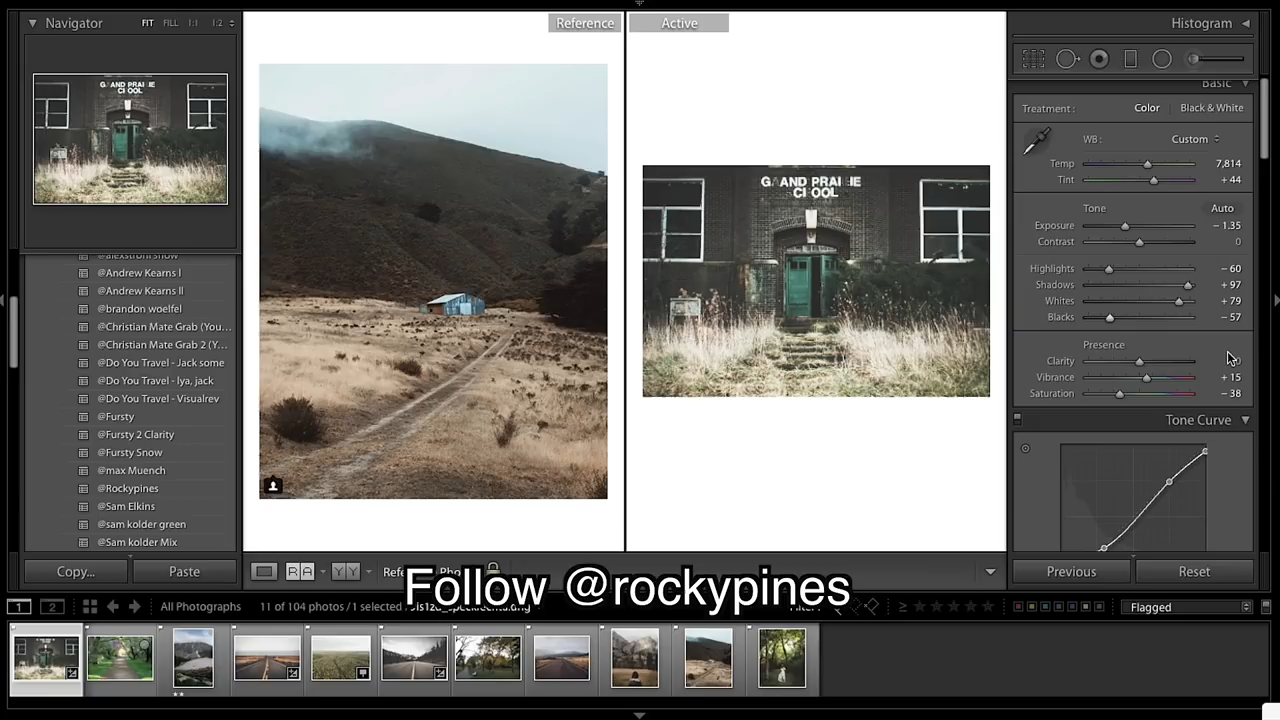 Navigator
FIT FILL 1:1 1:2
Reference
Active
Histogram
GRAND PRAI IE
CI OOL
Basic
Treatment : Color Black & White
WB : Custom
Temp 7,814
Tint + 44
Tone Auto
Exposure − 1.35
Contrast 0
Highlights − 60
Shadows + 97
Whites + 79
Blacks − 57
Presence
Clarity
Vibrance + 15
Saturation − 38
Tone Curve
@Andrew Kearns I
@Andrew Kearns II
@brandon woelfel
@Christian Mate Grab (You...
@Christian Mate Grab 2 (Y...
@Do You Travel - Jack some
@Do You Travel - lya, jack
@Do You Travel - Visualrev
@Fursty
@Fursty 2 Clarity
@Fursty Snow
@max Muench
@Rockypines
@Sam Elkins
@sam kolder green
@Sam kolder Mix
Copy... Paste
R A Y Y
Previous Reset
Follow @rockypines
1 2 All Photographs 11 of 104 photos / 1 selected /
Flagged